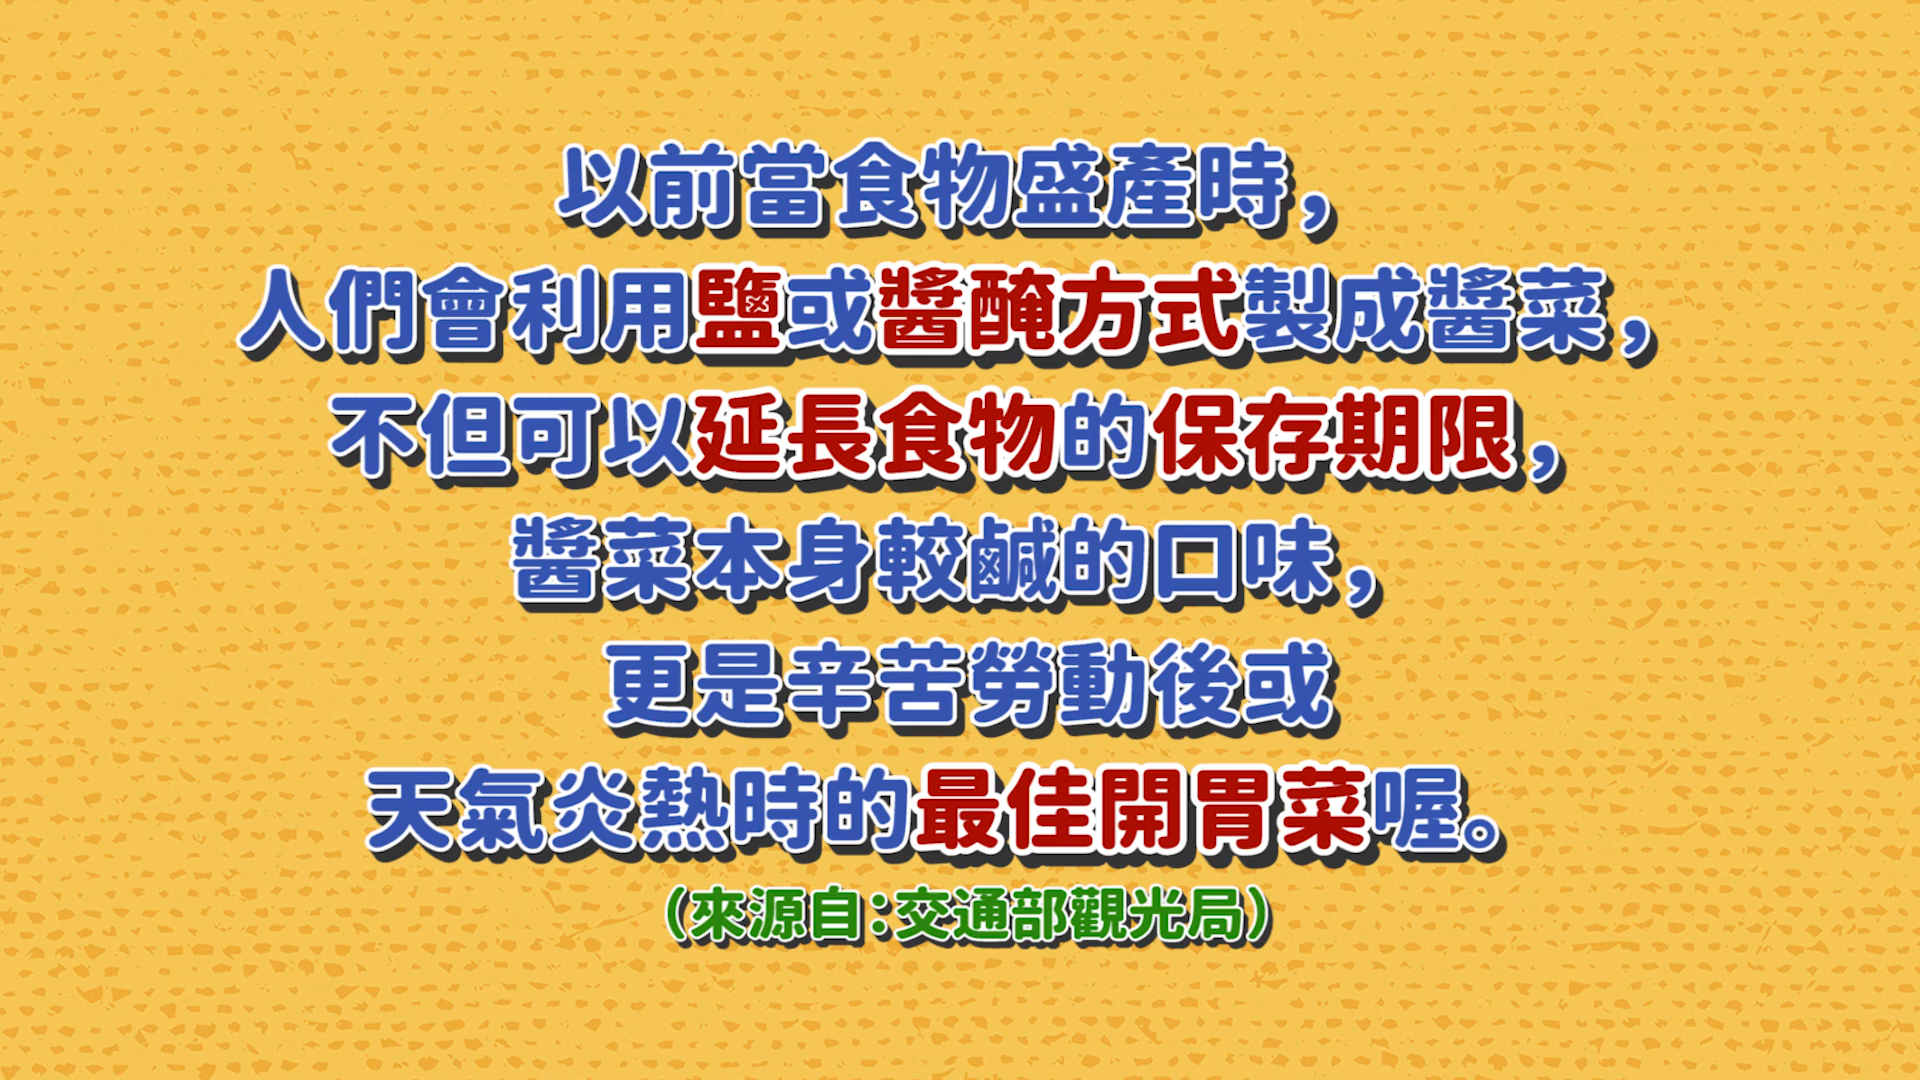 以前當食物盛產時，
人們會利用鹽或醬醃方式製成醬菜，
不但可以延長食物的保存期限，
醬菜本身較鹹的口味，
更是辛苦勞動後或
天氣炎熱時的最佳開胃菜喔。
（來源自：交通部觀光局）